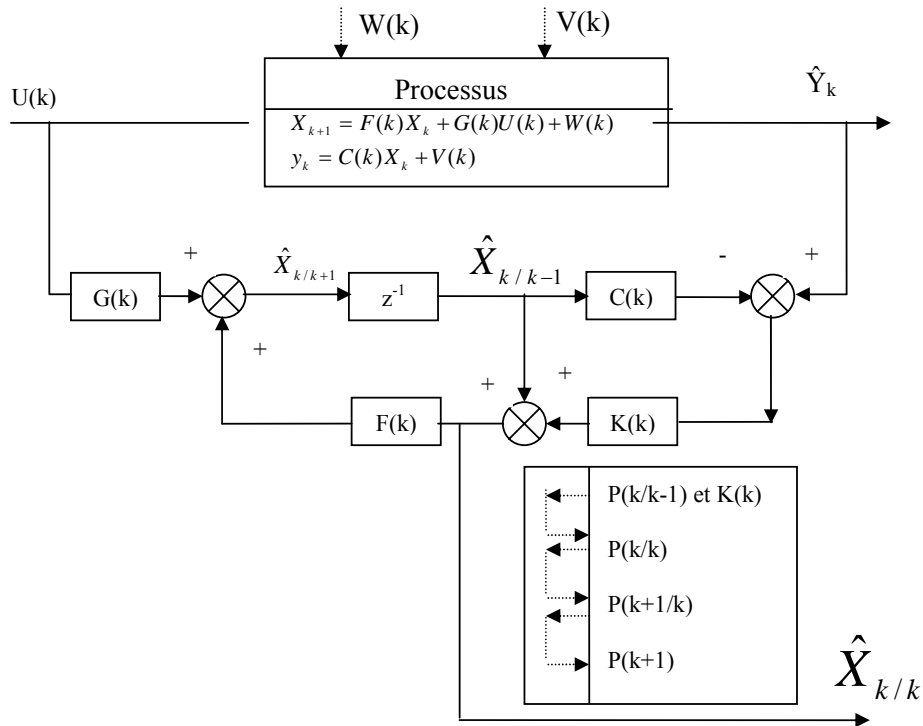 W(k)
V(k)
U(k)
Processus
Ŷ_k
X_{k+1} = F(k)X_k + G(k)U(k) + W(k)
y_k = C(k)X_k + V(k)
+
X̂_{k/k+1}
X̂_{k/k-1}
-
+
G(k)
z^{-1}
C(k)
+
+
+
F(k)
K(k)
P(k/k-1) et K(k)
P(k/k)
P(k+1/k)
P(k+1)
X̂_{k/k}